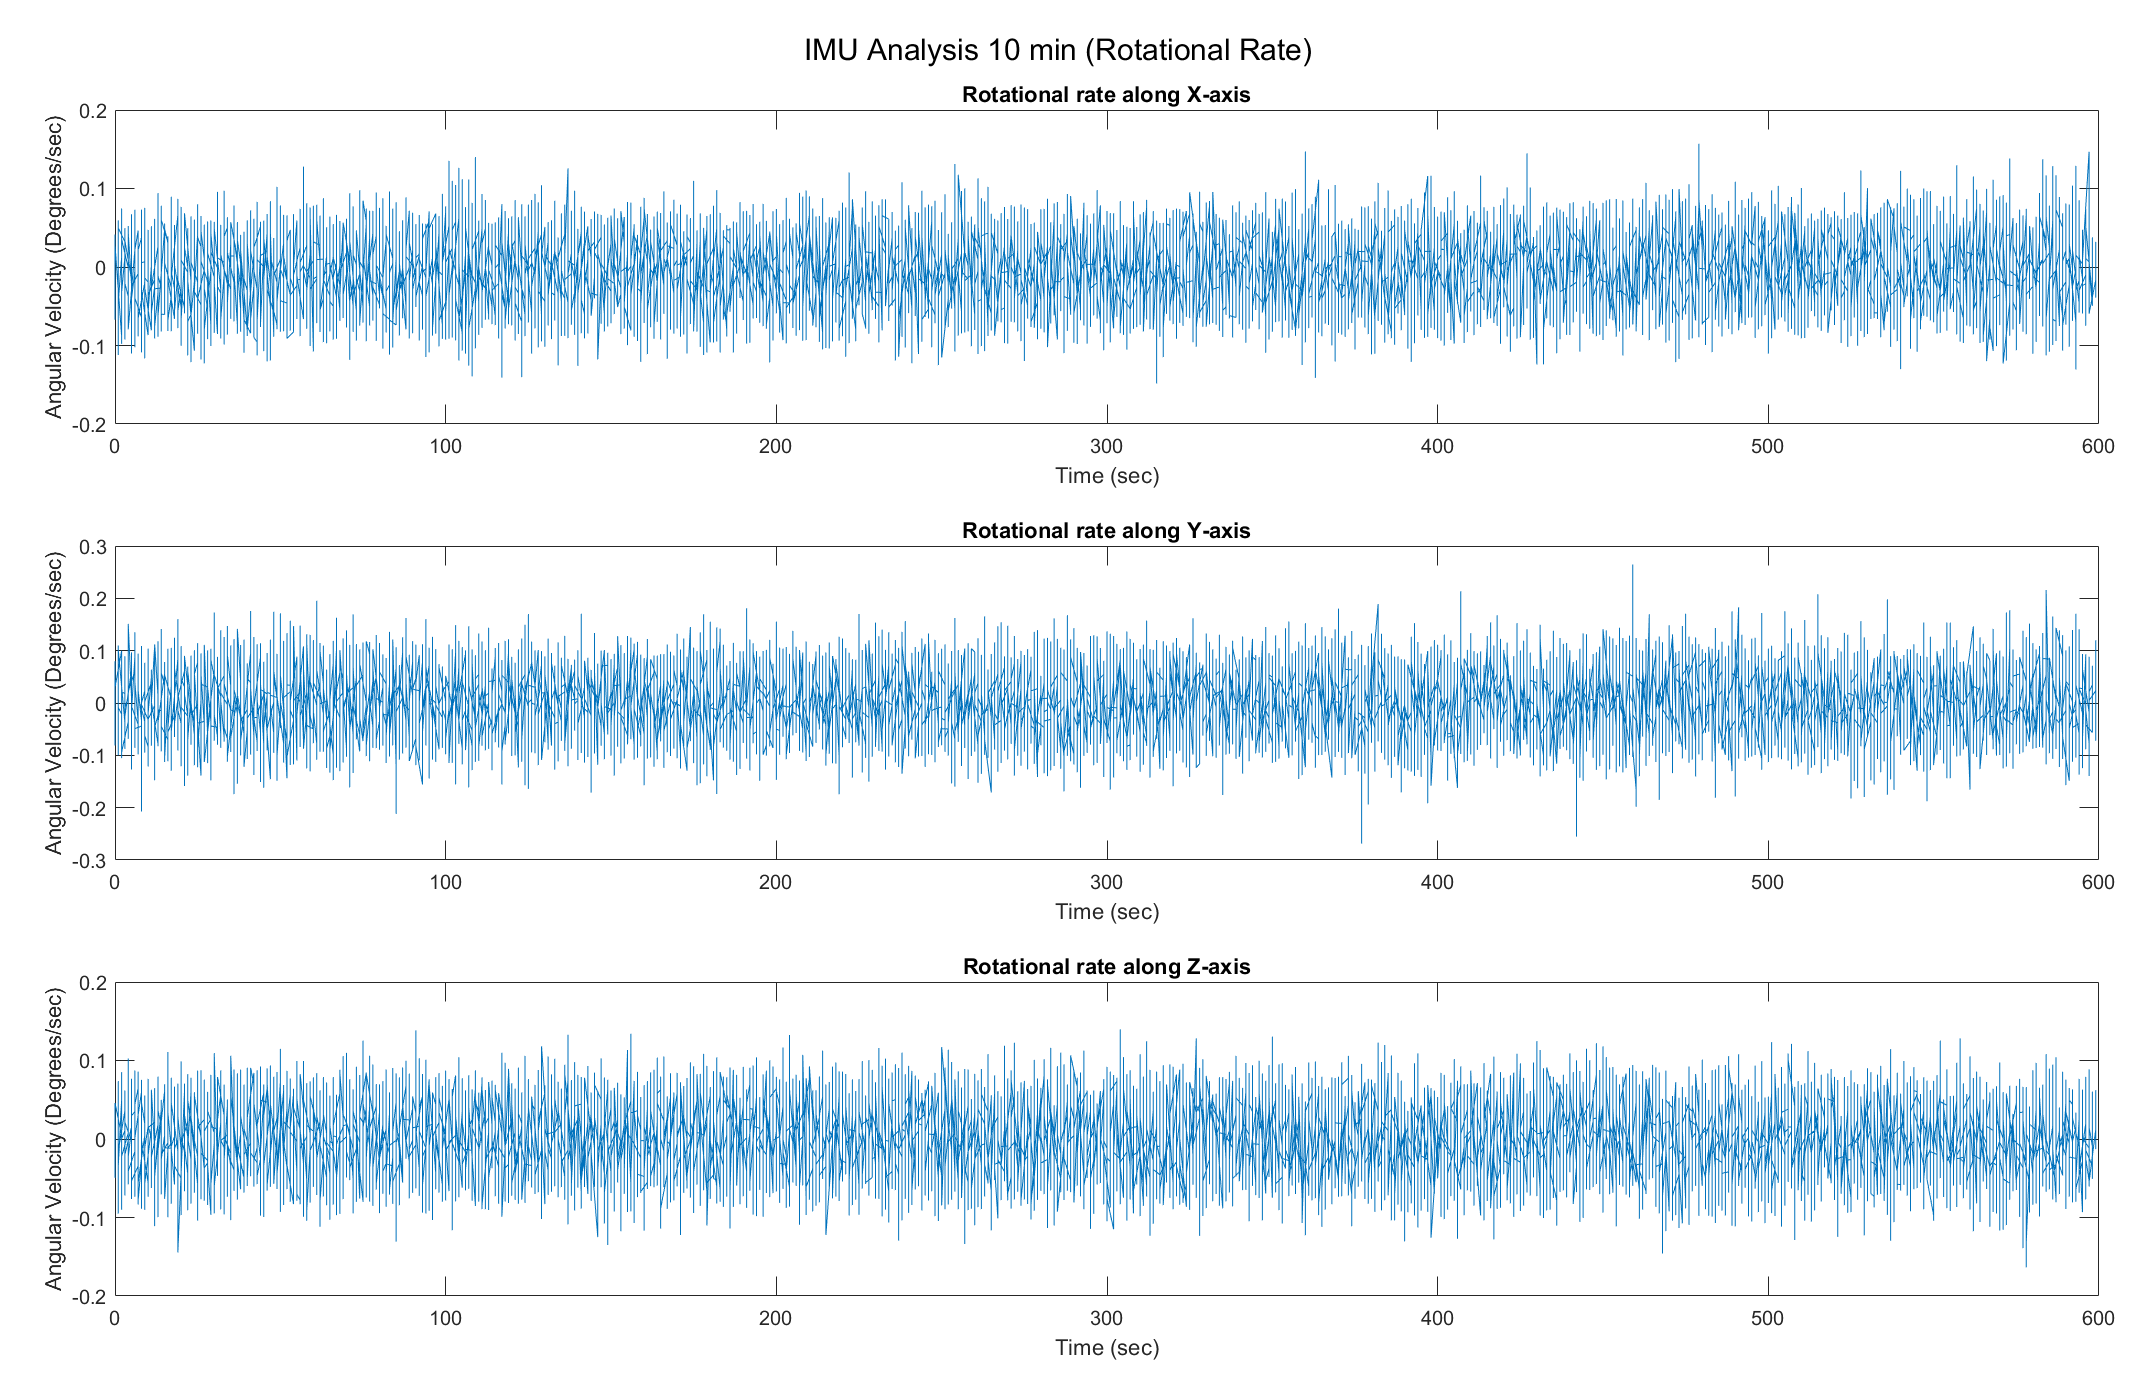 IMU Analysis 10 min (Rotational Rate)
Rotational rate along X-axis
Angular Velocity (Degrees/sec)
0.2
0.1
0
-0.1
-0.2
0 100 200 300 400 500 600
Time (sec)
Rotational rate along Y-axis
Angular Velocity (Degrees/sec)
0.3
0.2
0.1
0
-0.1
-0.2
-0.3
0 100 200 300 400 500 600
Time (sec)
Rotational rate along Z-axis
Angular Velocity (Degrees/sec)
0.2
0.1
0
-0.1
-0.2
0 100 200 300 400 500 600
Time (sec)